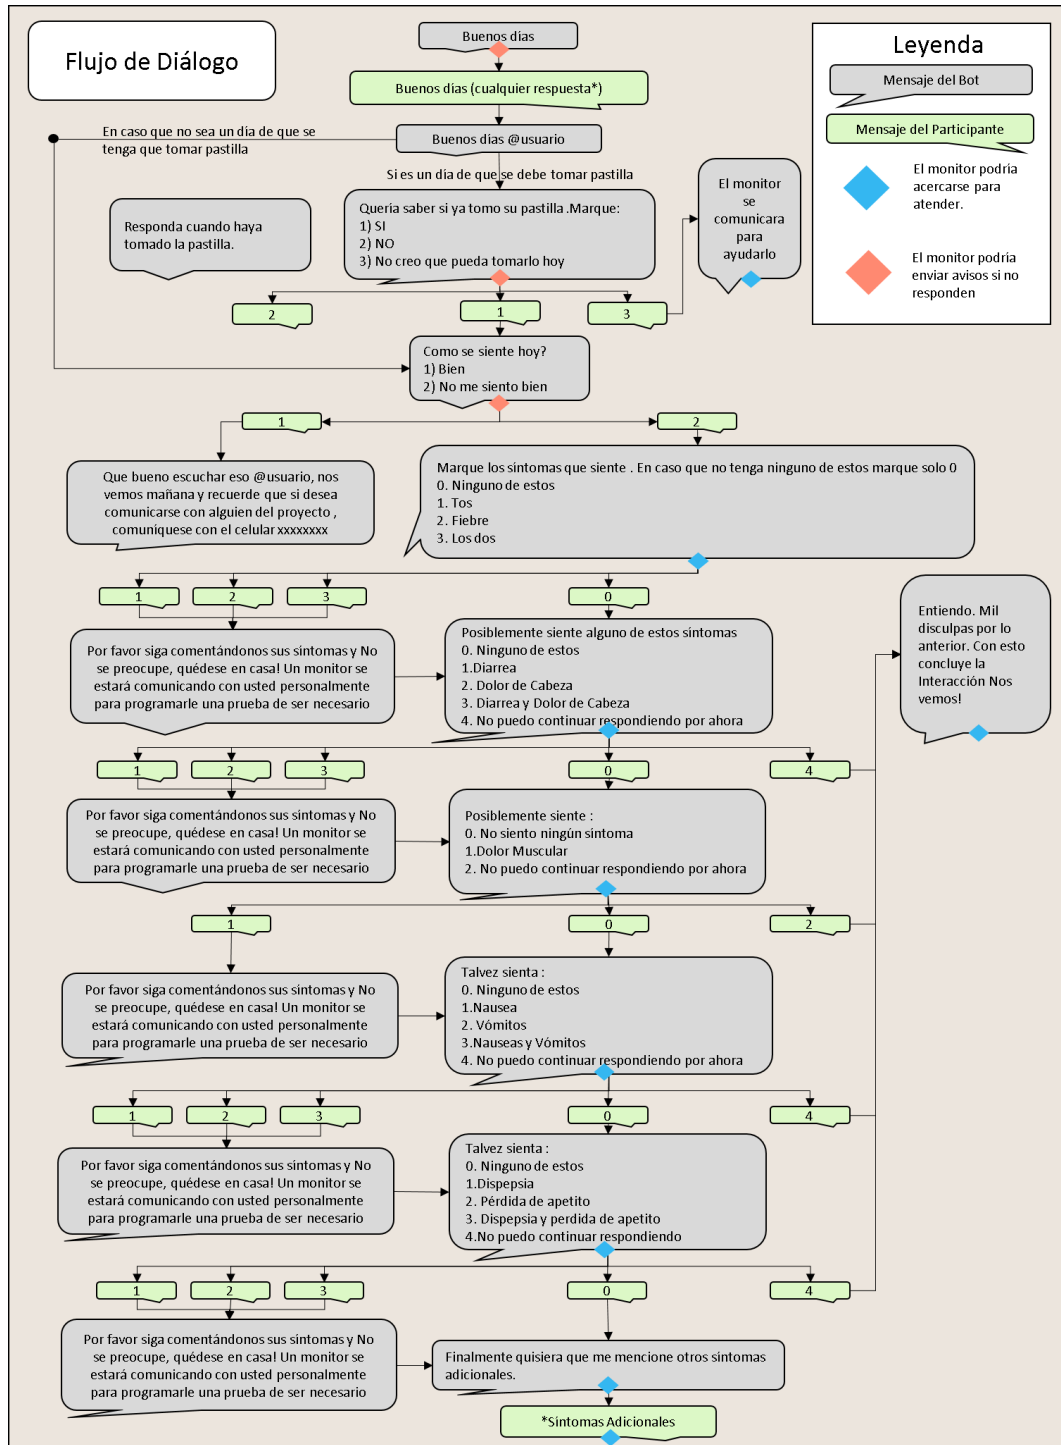 Flujo de Diálogo
Buenos días
Buenos días (cualquier respuesta*)
Buenos días @usuario
En caso que no sea un día de que se
tenga que tomar pastilla
Si es un día de que se debe tomar pastilla
Leyenda
Mensaje del Bot
Mensaje del Participante
El monitor podría
acercarse para
atender.
El monitor podría
enviar avisos si no
responden
Responda cuando haya
tomado la pastilla.
Quería saber si ya tomo su pastilla .Marque:
1) SI
2) NO
3) No creo que pueda tomarlo hoy
El monitor
se
comunicara
para
ayudarlo
2
1
3
Como se siente hoy?
1) Bien
2) No me siento bien
1
2
Que bueno escuchar eso @usuario, nos
vemos mañana y recuerde que si desea
comunicarse con alguien del proyecto ,
comuníquese con el celular xxxxxxxx
Marque los síntomas que siente . En caso que no tenga ninguno de estos marque solo 0
0. Ninguno de estos
1. Tos
2. Fiebre
3. Los dos
1
2
3
0
Por favor siga comentándonos sus síntomas y No
se preocupe, quédese en casa! Un monitor se
estará comunicando con usted personalmente
para programarle una prueba de ser necesario
Posiblemente siente alguno de estos síntomas
0. Ninguno de estos
1.Diarrea
2. Dolor de Cabeza
3. Diarrea y Dolor de Cabeza
4. No puedo continuar respondiendo por ahora
Entiendo. Mil
disculpas por lo
anterior. Con esto
concluye la
Interacción Nos
vemos!
1
2
3
0
4
Por favor siga comentándonos sus síntomas y No
se preocupe, quédese en casa! Un monitor se
estará comunicando con usted personalmente
para programarle una prueba de ser necesario
Posiblemente siente :
0. No siento ningún síntoma
1.Dolor Muscular
2. No puedo continuar respondiendo por ahora
1
0
2
Por favor siga comentándonos sus síntomas y No
se preocupe, quédese en casa! Un monitor se
estará comunicando con usted personalmente
para programarle una prueba de ser necesario
Talvez sienta :
0. Ninguno de estos
1.Nausea
2. Vómitos
3.Nauseas y Vómitos
4. No puedo continuar respondiendo por ahora
1
2
3
0
4
Por favor siga comentándonos sus síntomas y No
se preocupe, quédese en casa! Un monitor se
estará comunicando con usted personalmente
para programarle una prueba de ser necesario
Talvez sienta :
0. Ninguno de estos
1.Dispepsia
2. Pérdida de apetito
3. Dispepsia y perdida de apetito
4.No puedo continuar respondiendo
1
2
3
0
4
Por favor siga comentándonos sus síntomas y No
se preocupe, quédese en casa! Un monitor se
estará comunicando con usted personalmente
para programarle una prueba de ser necesario
Finalmente quisiera que me mencione otros síntomas
adicionales.
*Síntomas Adicionales